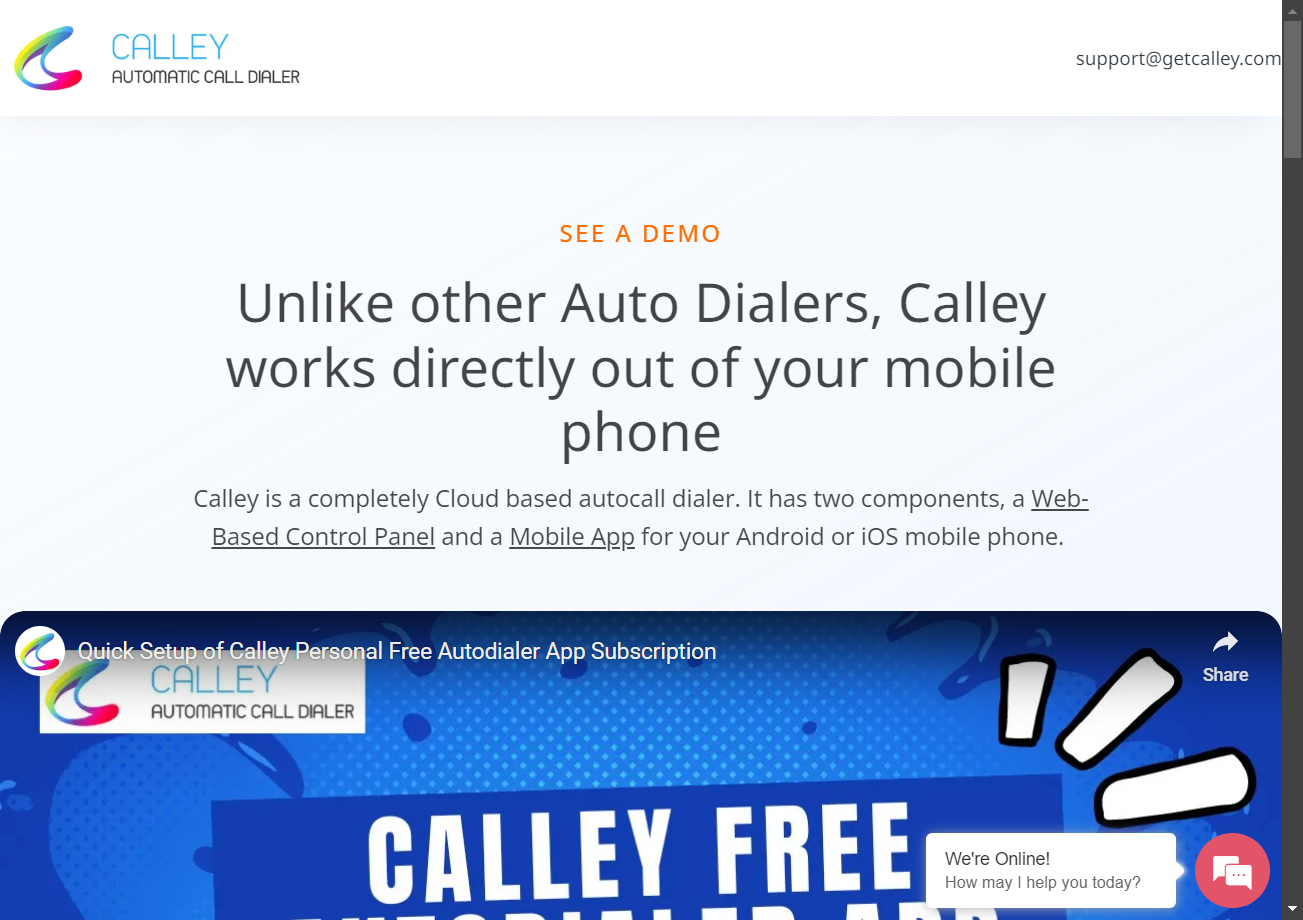 CALLEY
AUTOMATIC CALL DIALER
support@getcalley.com
SEE A DEMO
Unlike other Auto Dialers, Calley
works directly out of your mobile
phone
Calley is a completely Cloud based autocall dialer. It has two components, a Web-
Based Control Panel and a Mobile App for your Android or iOS mobile phone.
Quick Setup of Calley Personal Free Autodialer App Subscription
Share
CALLEY
AUTOMATIC CALL DIALER
CALLEY FREE
AUTODIALER APP
We're Online!
How may I help you today?